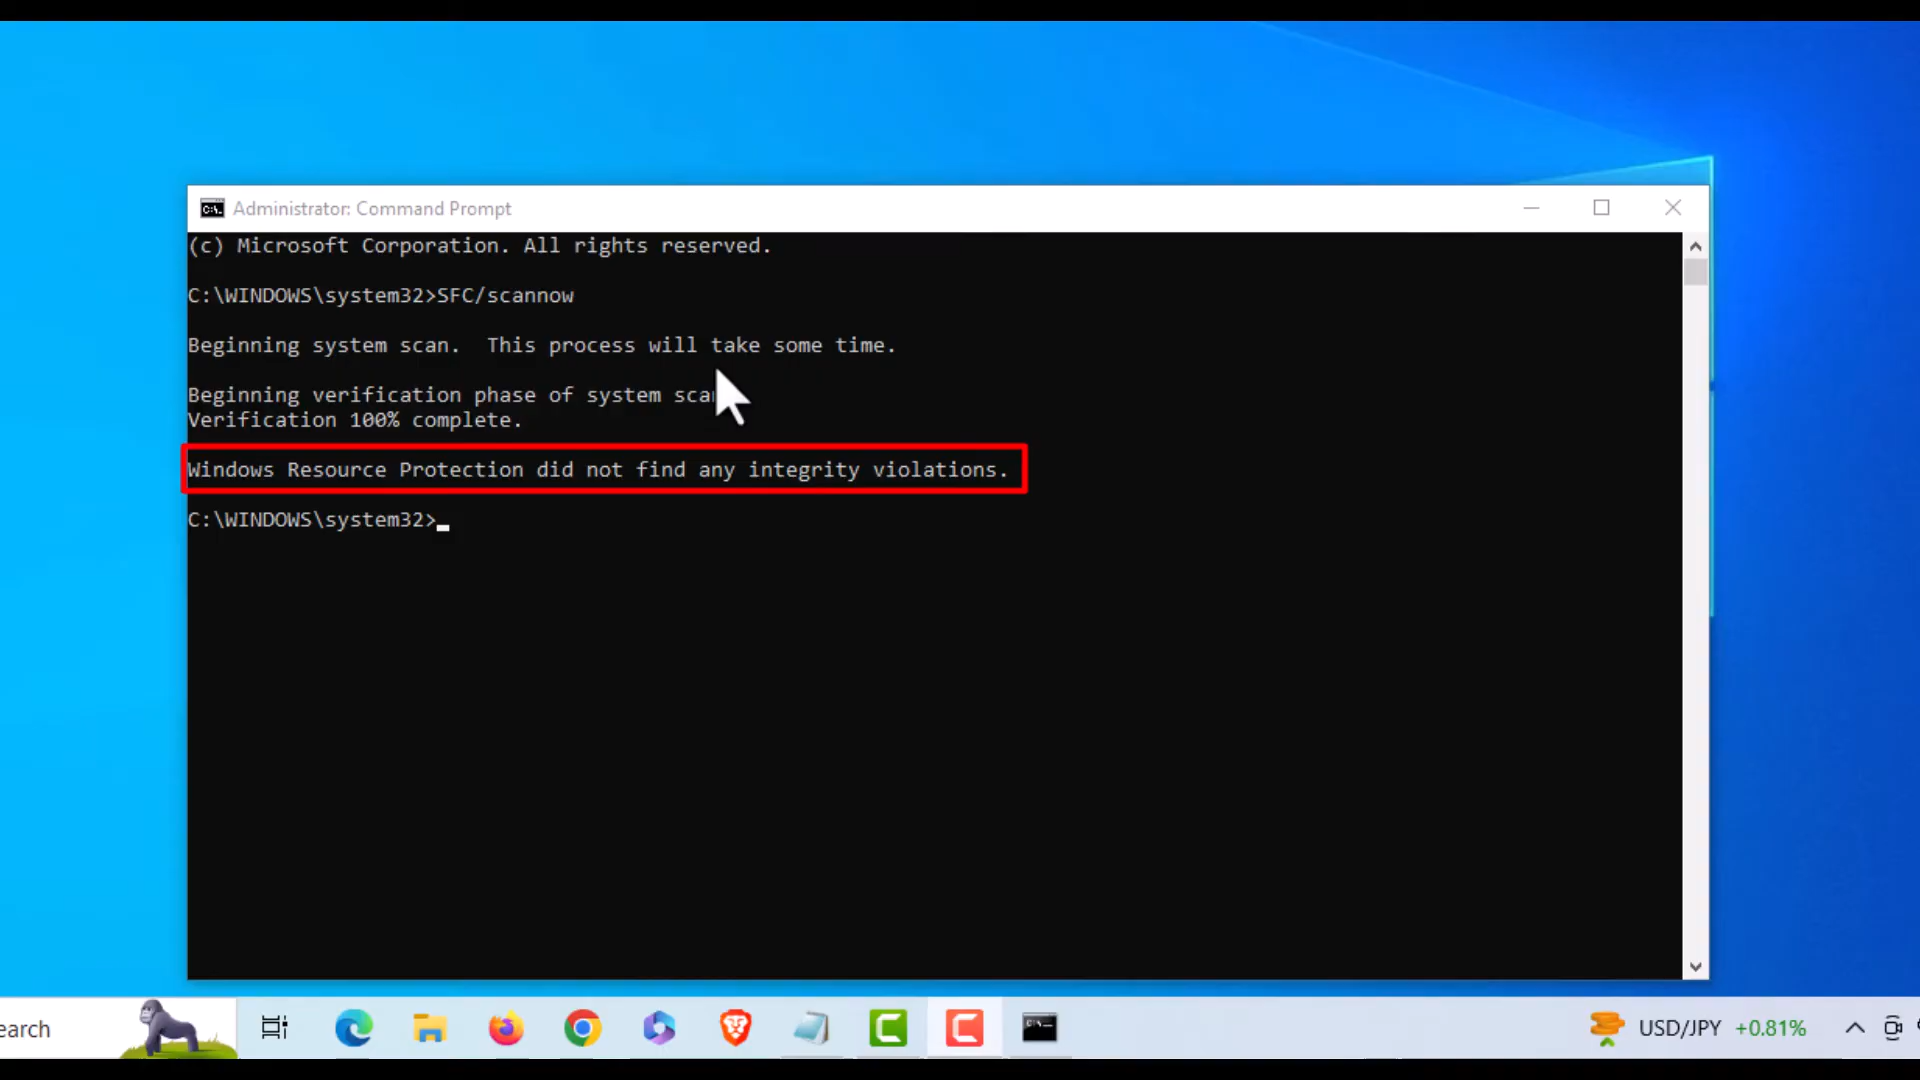 Administrator: Command Prompt
(c) Microsoft Corporation. All rights reserved.
C:\WINDOWS\system32>SFC/scannow
Beginning system scan.  This process will take some time.
Beginning verification phase of system
Verification 100% complete.
Windows Resource Protection did not find any integrity violations.
C:\WINDOWS\system32>
earch
USD/JPY +0.81%